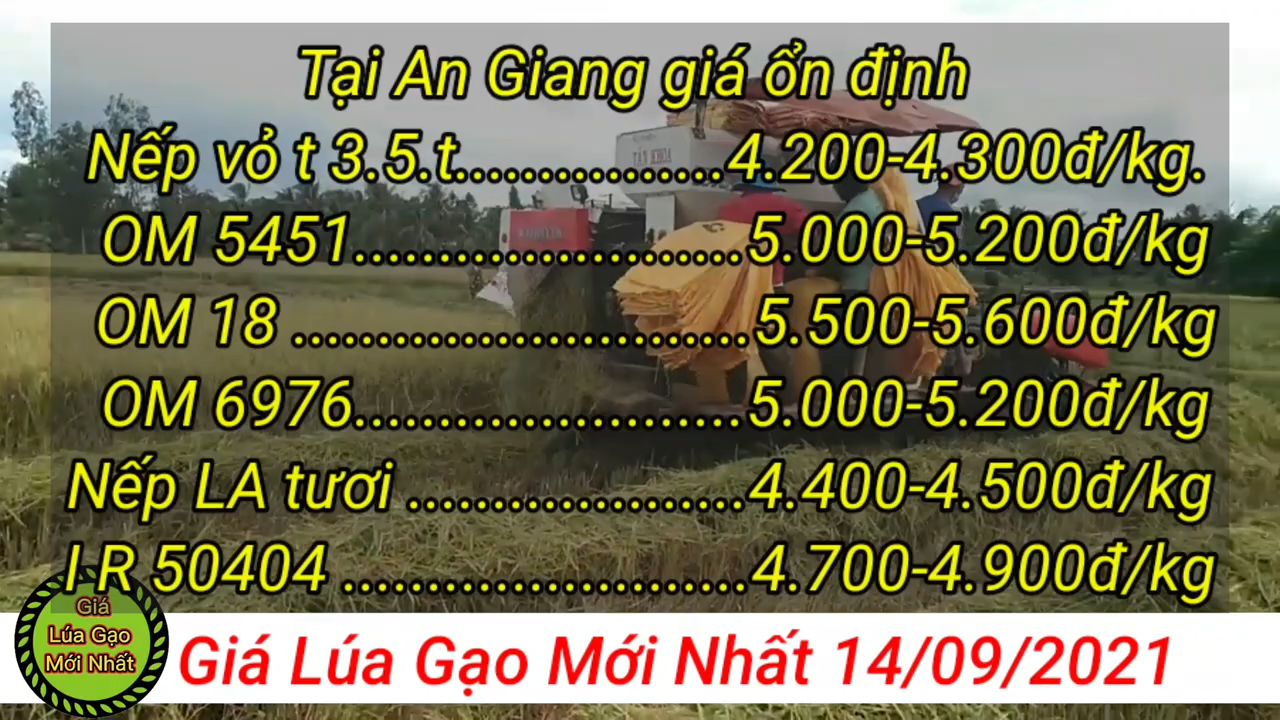 Tại An Giang giá ổn định
Nếp vỏ t 3.5.t................4.200-4.300đ/kg.
OM 5451.......................5.000-5.200đ/kg
OM 18 ...........................5.500-5.600đ/kg
OM 6976.......................5.000-5.200đ/kg
Nếp LA tươi ....................4.400-4.500đ/kg
I R 50404 ........................4.700-4.900đ/kg
Giá
Lúa Gạo
Mới Nhất
Giá Lúa Gạo Mới Nhất 14/09/2021
TÂN KHOA
KUBOTA